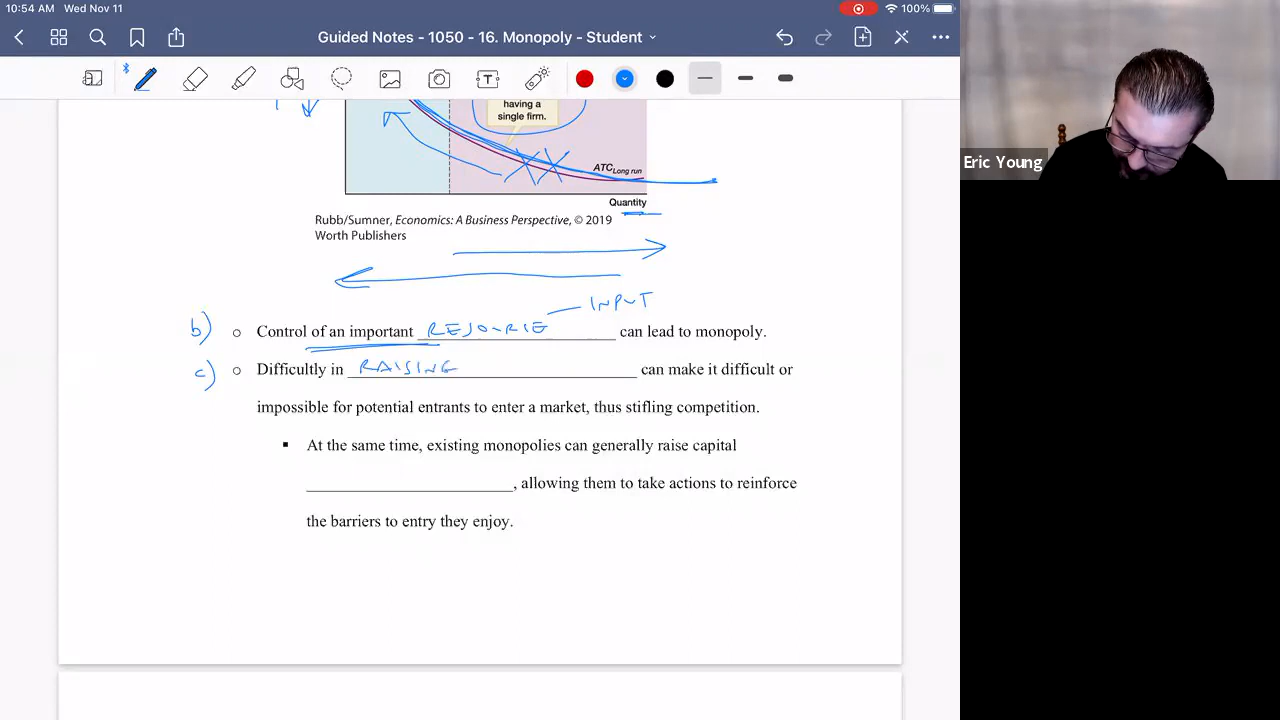 10:54 AM Wed Nov 11
100%
Guided Notes - 1050 - 16. Monopoly - Student
having a
single firm.
ATC Long run
Quantity
Rubb/Sumner, Economics: A Business Perspective, © 2019
Worth Publishers
INPUT
b) ○ Control of an important RESOURCE can lead to monopoly.
c) ○ Difficultly in RAISING can make it difficult or
impossible for potential entrants to enter a market, thus stifling competition.
▪ At the same time, existing monopolies can generally raise capital
____________________, allowing them to take actions to reinforce
the barriers to entry they enjoy.
Eric Young